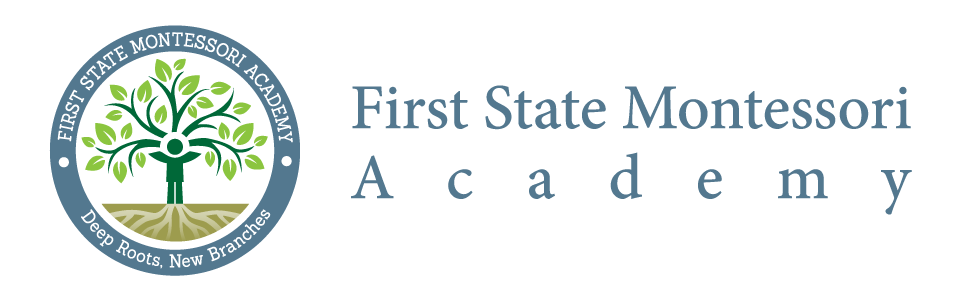 FIRST STATE MONTESSORI ACADEMY
Deep Roots, New Branches
First State Montessori
Academy